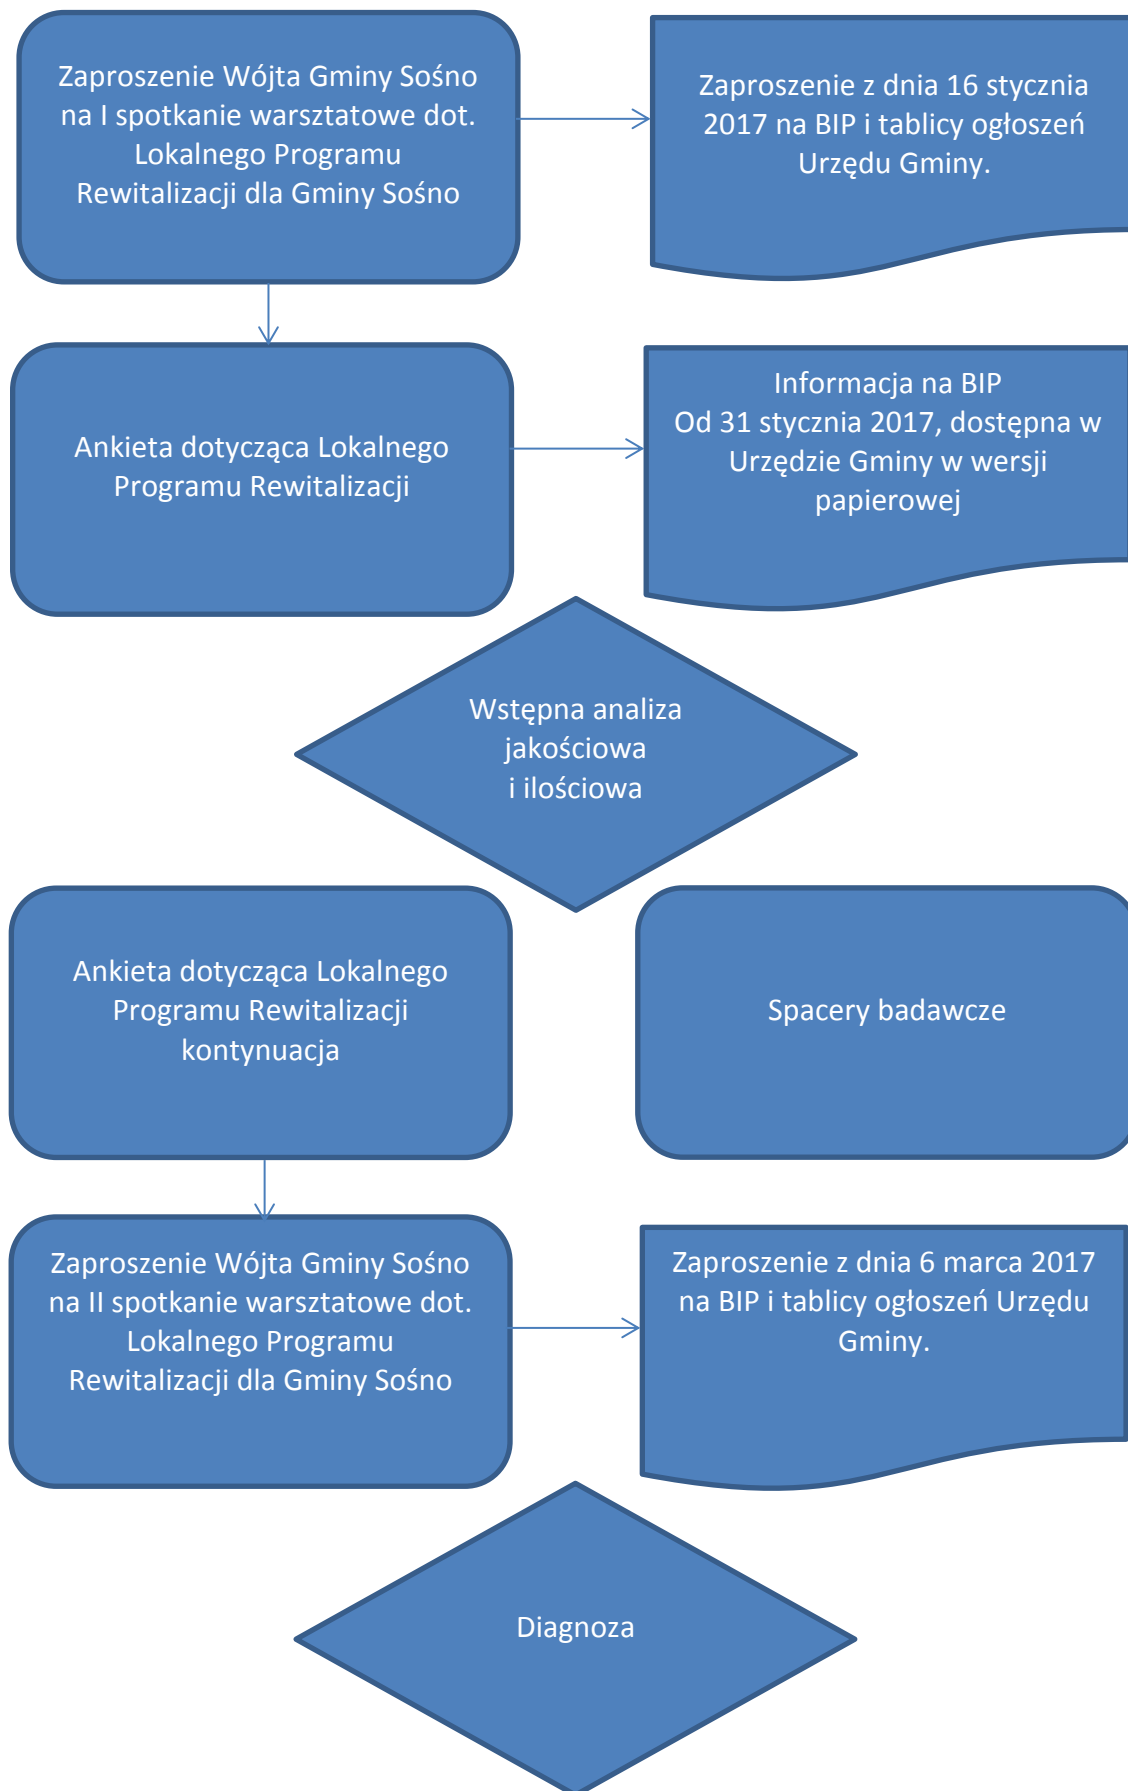 Zaproszenie Wójta Gminy Sośno
na I spotkanie warsztatowe dot.
Lokalnego Programu
Rewitalizacji dla Gminy Sośno
Zaproszenie z dnia 16 stycznia
2017 na BIP i tablicy ogłoszeń
Urzędu Gminy.
Ankieta dotycząca Lokalnego
Programu Rewitalizacji
Informacja na BIP
Od 31 stycznia 2017, dostępna w
Urzędzie Gminy w wersji
papierowej
Wstępna analiza
jakościowa
i ilościowa
Ankieta dotycząca Lokalnego
Programu Rewitalizacji
kontynuacja
Spacery badawcze
Zaproszenie Wójta Gminy Sośno
na II spotkanie warsztatowe dot.
Lokalnego Programu
Rewitalizacji dla Gminy Sośno
Zaproszenie z dnia 6 marca 2017
na BIP i tablicy ogłoszeń Urzędu
Gminy.
Diagnoza